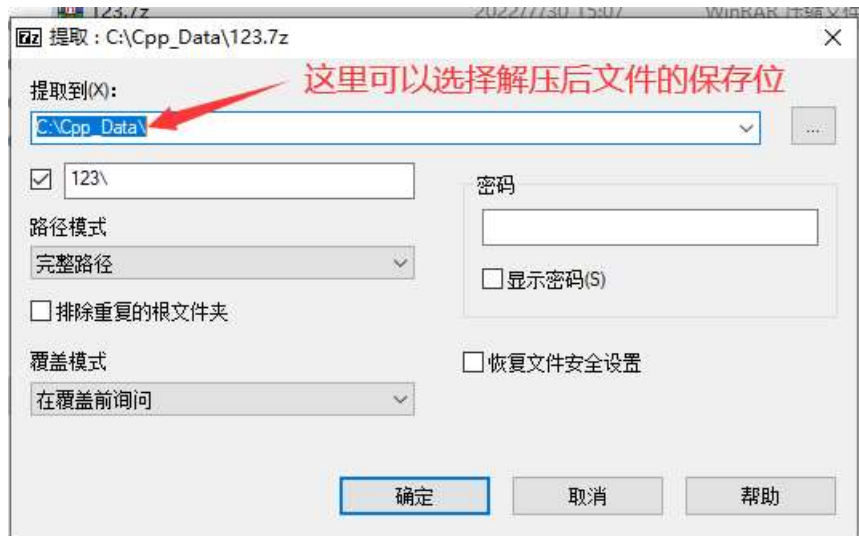 123.7z 2022/7/30 15:07 WinRAR 压缩文件
提取 : C:\Cpp_Data\123.7z
这里可以选择解压后文件的保存位
提取到(X):
C:\Cpp_Data\
...
123\
密码
路径模式
完整路径
显示密码(S)
排除重复的根文件夹
覆盖模式
恢复文件安全设置
在覆盖前询问
确定 取消 帮助